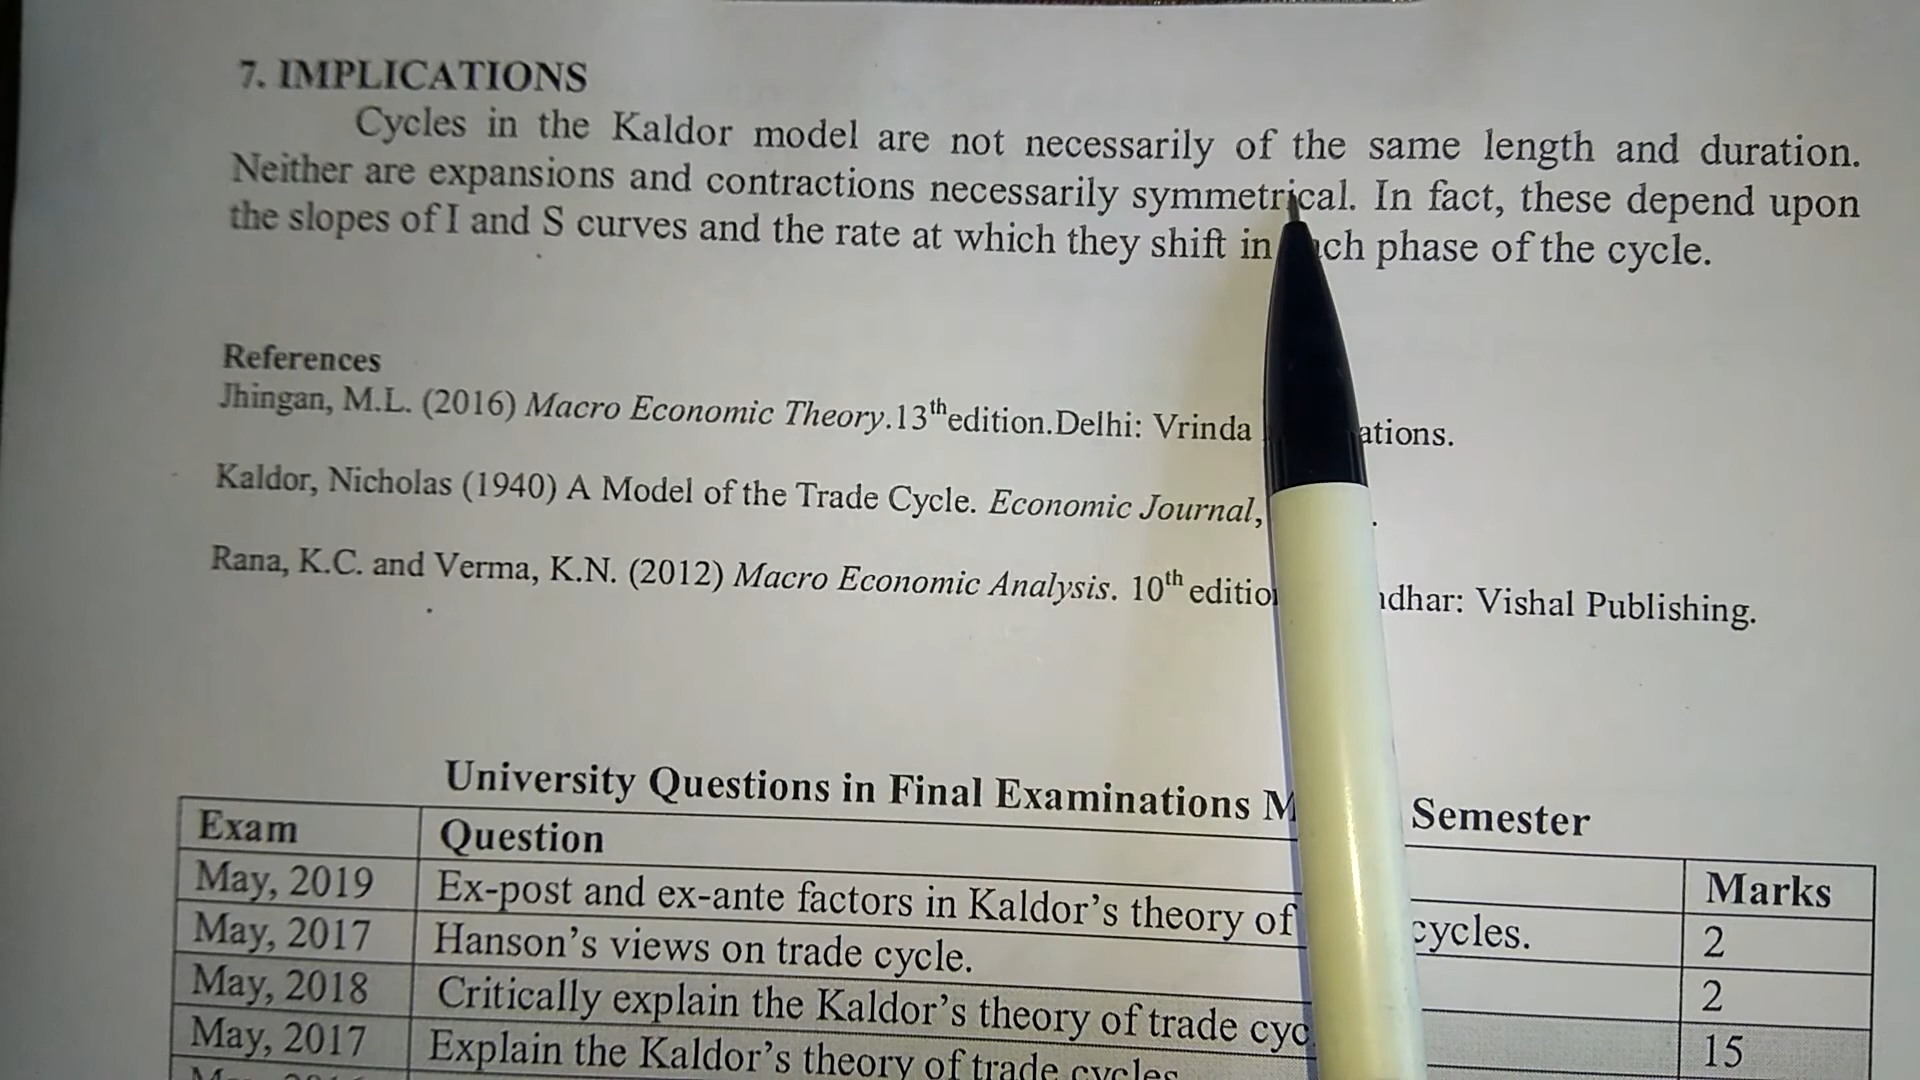 7. IMPLICATIONS
Cycles in the Kaldor model are not necessarily of the same length and duration.
Neither are expansions and contractions necessarily symmetrical. In fact, these depend upon
the slopes of I and S curves and the rate at which they shift in phase of the cycle.
References
Jhingan, M.L. (2016) Macro Economic Theory.13th edition.Delhi: Vrinda
Kaldor, Nicholas (1940) A Model of the Trade Cycle. Economic Journal,
Rana, K.C. and Verma, K.N. (2012) Macro Economic Analysis. 10th Vishal Publishing.
University Questions in Final Examinations Semester
Exam Question Marks
May, 2019 Ex-post and ex-ante factors in Kaldor's theory of cycles. 2
May, 2017 Hanson's views on trade cycle. 2
May, 2018 Critically explain the Kaldor's theory of trade 15
May, 2017 Explain the Kaldor's theory of trade cycles